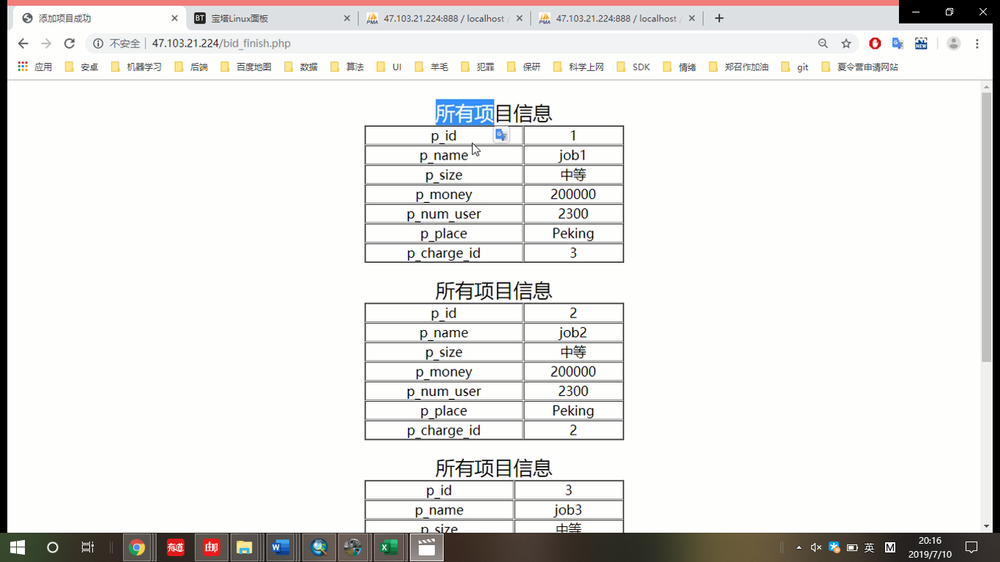 添加项目成功
BT 宝塔Linux面板
PMA 47.103.21.224:888 / localhost /
PMA 47.103.21.224:888 / localhost /
不安全 47.103.21.224/bid_finish.php
NEW
应用 安卓 机器学习 后端 百度地图 数据 算法 UI 羊毛 犯罪 保研 科学上网 SDK 情绪 郑召作加油 git 夏令营申请网站
所有项目信息
p_id 1
p_name job1
p_size 中等
p_money 200000
p_num_user 2300
p_place Peking
p_charge_id 3
所有项目信息
p_id 2
p_name job2
p_size 中等
p_money 200000
p_num_user 2300
p_place Peking
p_charge_id 2
所有项目信息
p_id 3
p_name job3
p_size 中等
有道 邮 W X 英 M 20:16
2019/7/10